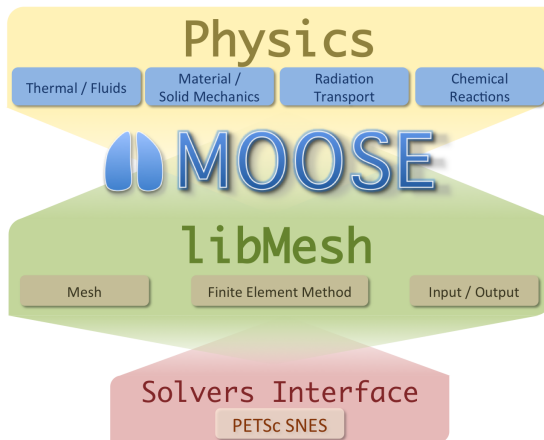 Physics
Thermal / Fluids
Material /
Solid Mechanics
Radiation
Transport
Chemical
Reactions
MOOSE
libMesh
Mesh
Finite Element Method
Input / Output
Solvers Interface
PETSc SNES